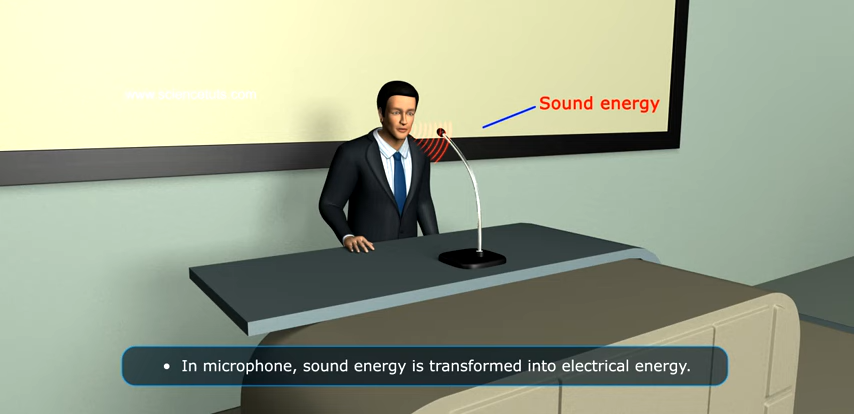 Sound energy
• In microphone, sound energy is transformed into electrical energy.